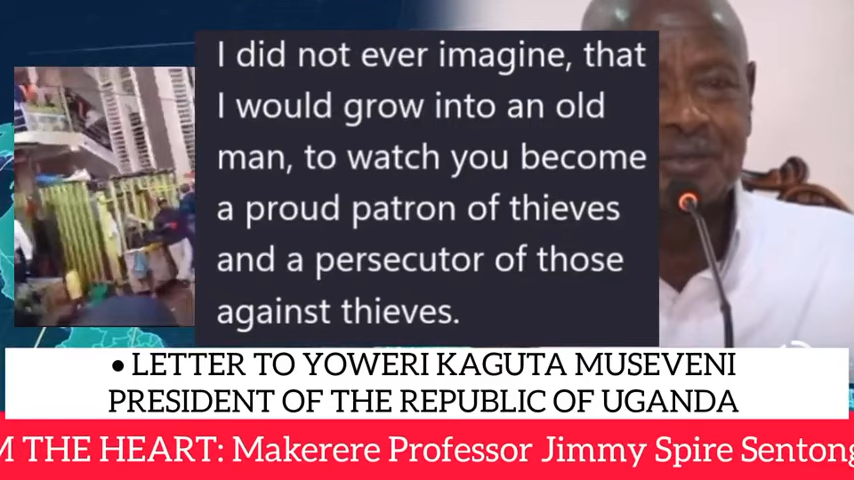 I did not ever imagine, that
I would grow into an old
man, to watch you become
a proud patron of thieves
and a persecutor of those
against thieves.
• LETTER TO YOWERI KAGUTA MUSEVENI
PRESIDENT OF THE REPUBLIC OF UGANDA
M THE HEART: Makerere Professor Jimmy Spire Sentong